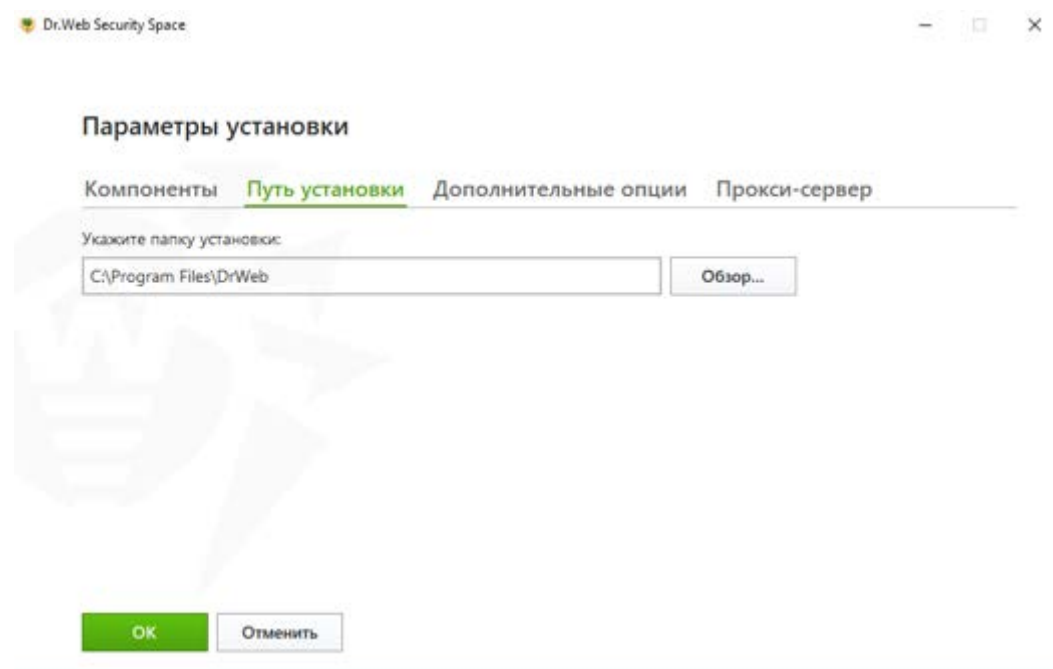 Dr.Web Security Space
Параметры установки
Компоненты Путь установки Дополнительные опции Прокси-сервер
Укажите папку установки:
C:\Program Files\DrWeb Обзор...
W
OK Отменить